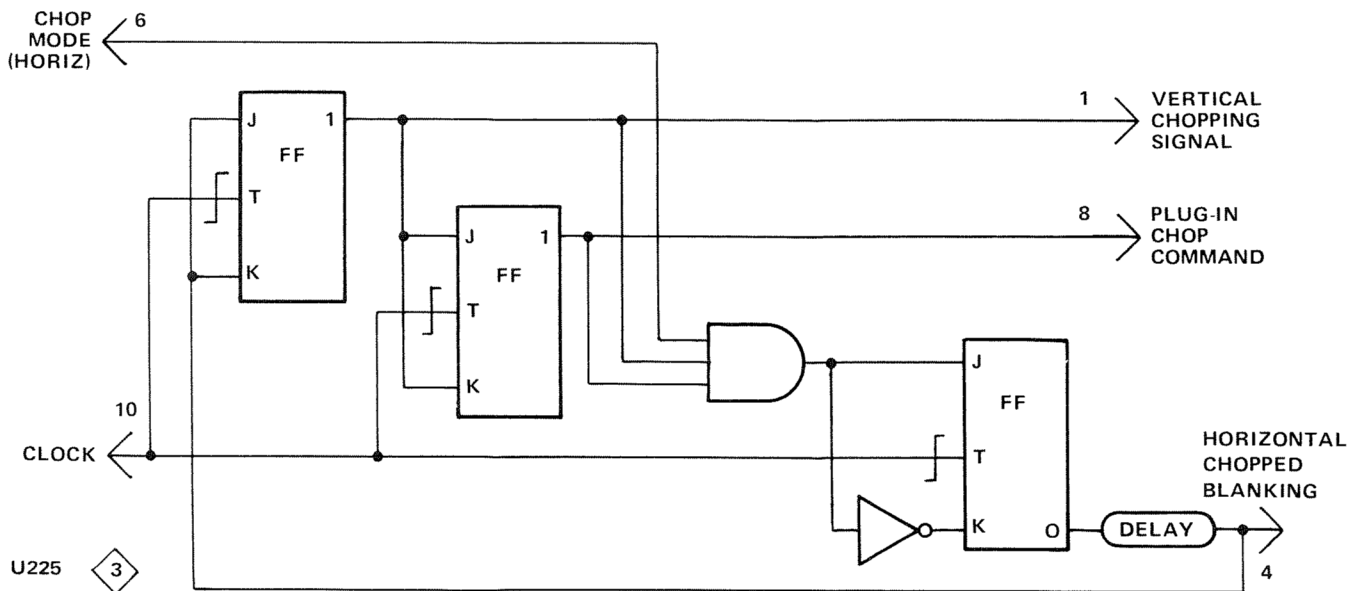 CHOP
MODE
(HORIZ)
6
J
1
FF
T
K
1
VERTICAL
CHOPPING
SIGNAL
J
1
FF
T
K
8
PLUG-IN
CHOP
COMMAND
10
CLOCK
J
FF
T
K
O
DELAY
HORIZONTAL
CHOPPED
BLANKING
4
U225
3